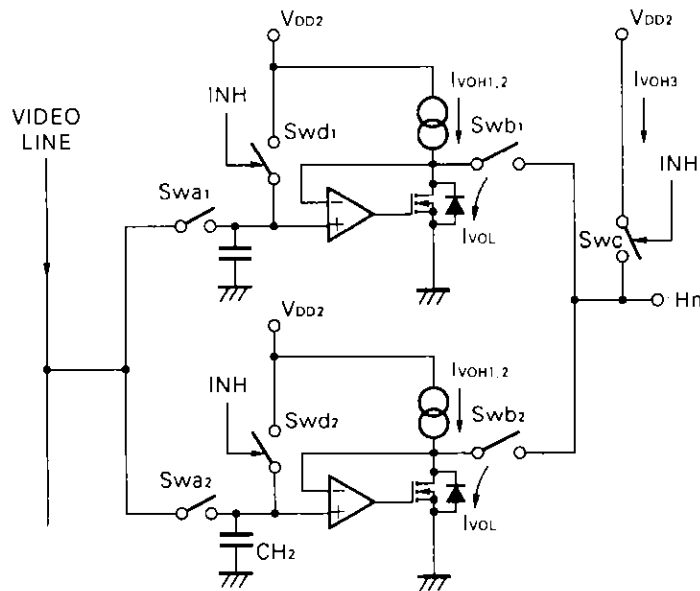 VDD2
VDD2
INH
IVOH1,2
IVOH3
VIDEO
LINE
Swd1
Swb1
INH
Swa1
−
+
IVOL
Swc
Hn
VDD2
INH
IVOH1,2
Swd2
Swb2
Swa2
−
+
IVOL
CH2